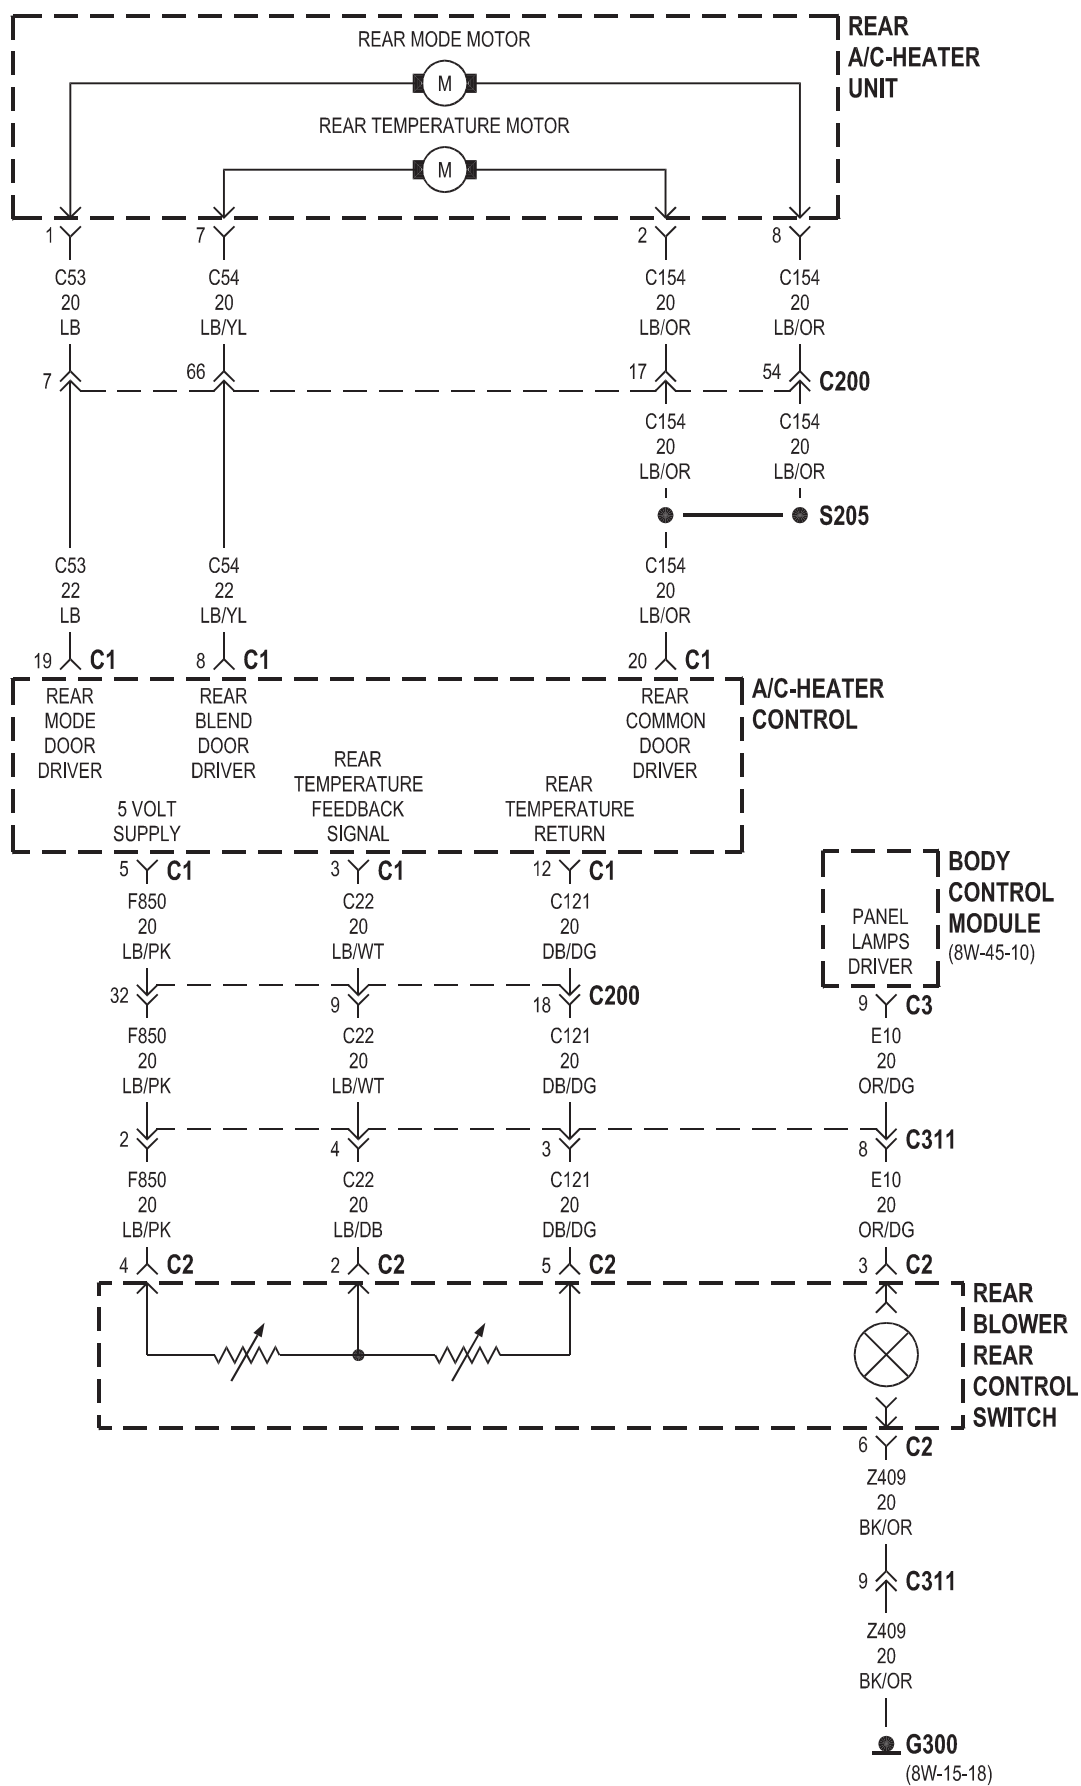 REAR MODE MOTOR
REAR
A/C-HEATER
UNIT
M
REAR TEMPERATURE MOTOR
M
1
7
2
8
C53
20
LB
C54
20
LB/YL
C154
20
LB/OR
C154
20
LB/OR
7
66
17
54
C200
C154
20
LB/OR
C154
20
LB/OR
S205
C53
22
LB
C54
22
LB/YL
C154
20
LB/OR
19 C1
8 C1
20 C1
A/C-HEATER
CONTROL
REAR
MODE
DOOR
DRIVER
REAR
BLEND
DOOR
DRIVER
REAR
COMMON
DOOR
DRIVER
5 VOLT
SUPPLY
REAR
TEMPERATURE
FEEDBACK
SIGNAL
REAR
TEMPERATURE
RETURN
5 C1
3 C1
12 C1
BODY
CONTROL
MODULE
(8W-45-10)
PANEL
LAMPS
DRIVER
F850
20
LB/PK
C22
20
LB/WT
C121
20
DB/DG
32
9
18
C200
9 C3
F850
20
LB/PK
C22
20
LB/WT
C121
20
DB/DG
E10
20
OR/DG
2
4
3
8
C311
F850
20
LB/PK
C22
20
LB/DB
C121
20
DB/DG
E10
20
OR/DG
4 C2
2 C2
5 C2
3 C2
REAR
BLOWER
REAR
CONTROL
SWITCH
6 C2
Z409
20
BK/OR
9 C311
Z409
20
BK/OR
G300
(8W-15-18)